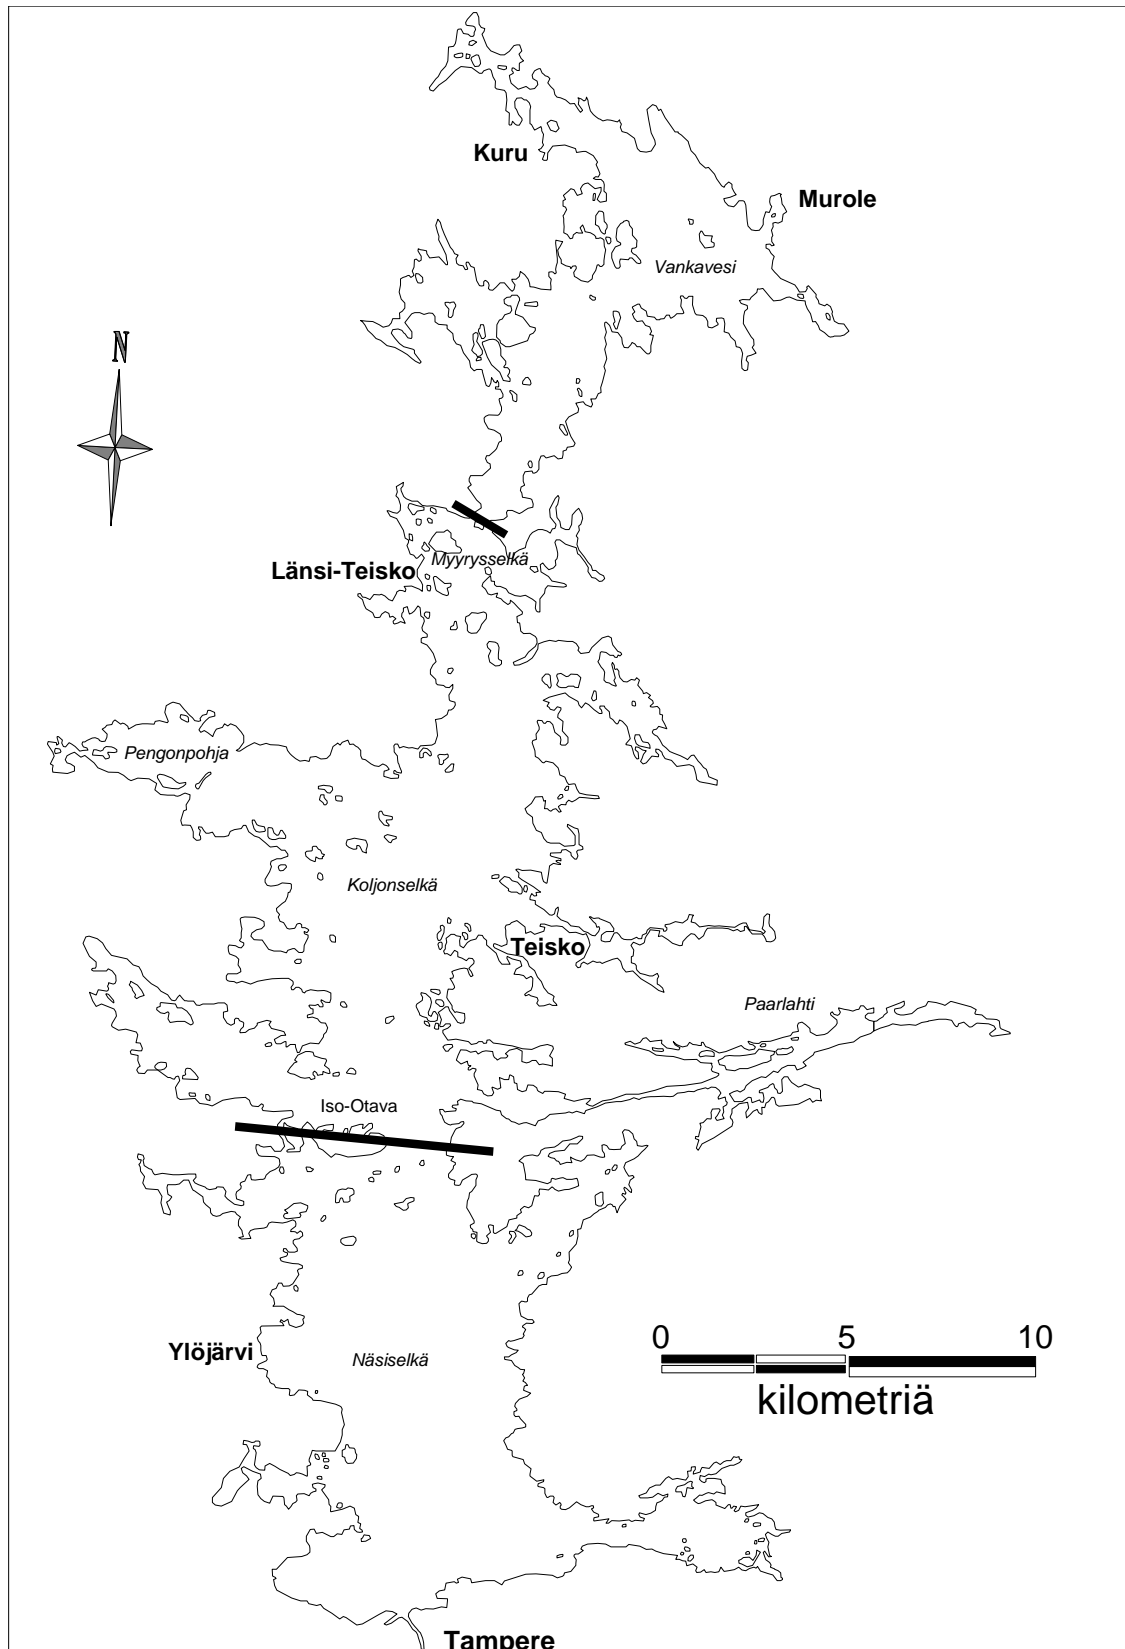 Kuru
Murole
Vankavesi
N
Myyrysselkä
Länsi-Teisko
Pengonpohja
Koljonselkä
Teisko
Paarlahti
Iso-Otava
0 5 10
kilometriä
Ylöjärvi
Näsiselkä
Tampere